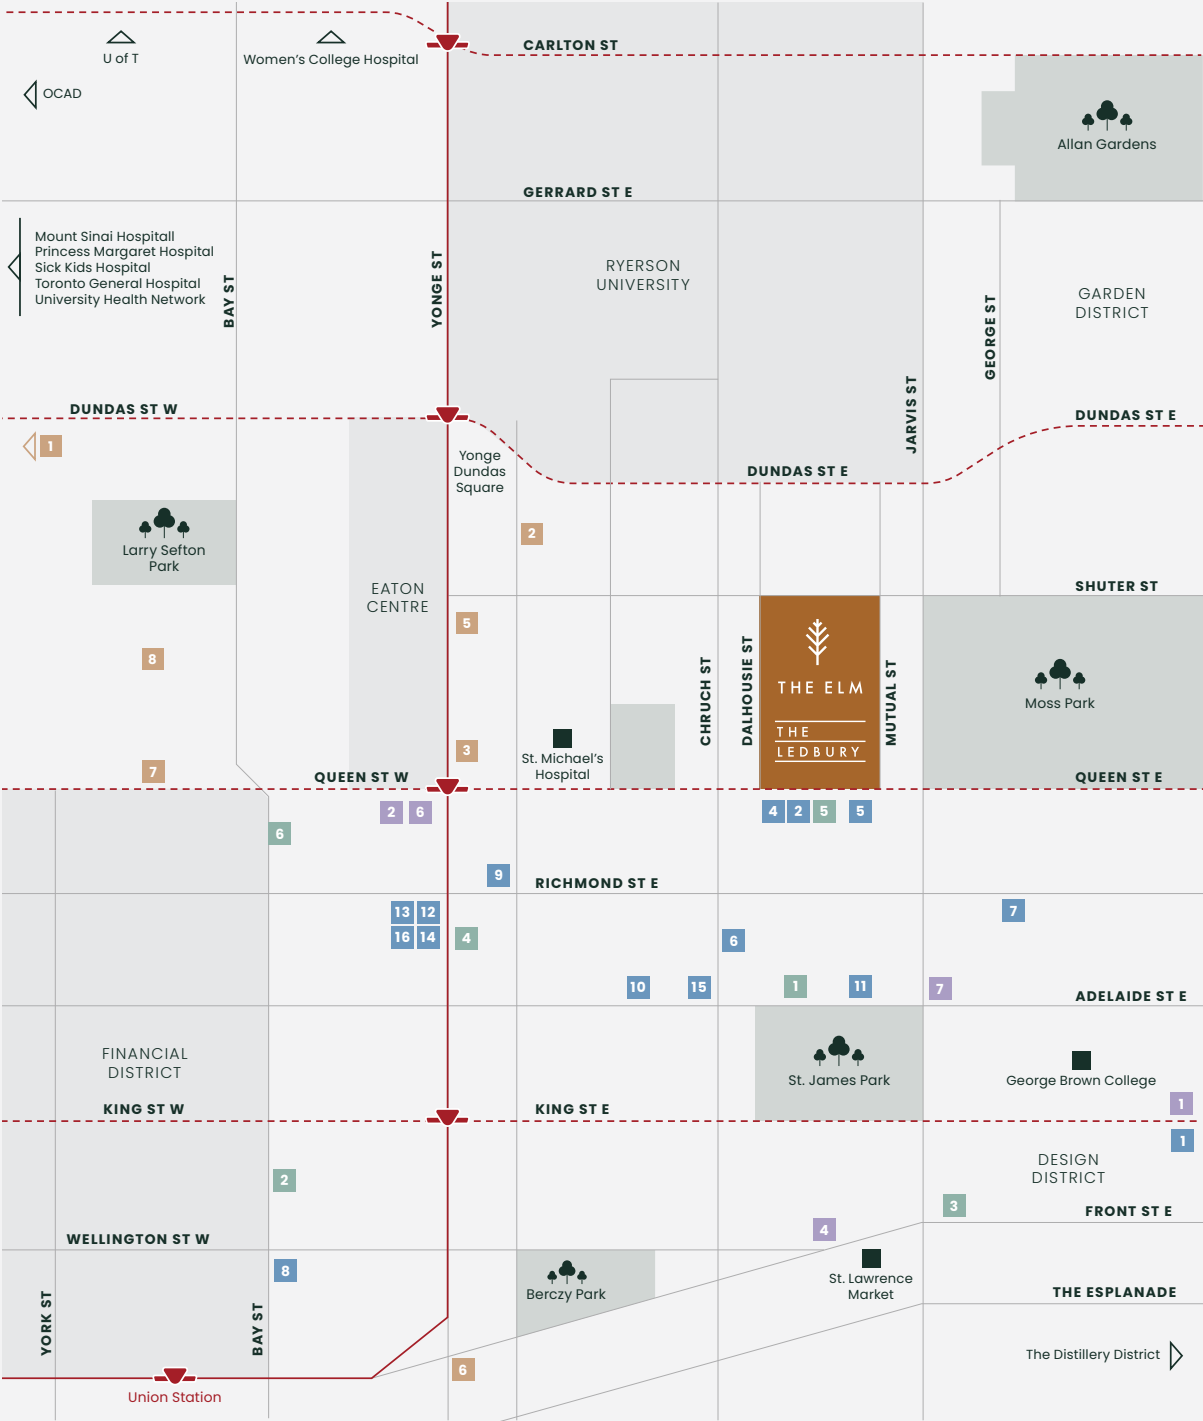 CARLTON ST
U of T
Women's College Hospital
OCAD
Allan Gardens
GERRARD ST E
Mount Sinai Hospitall
Princess Margaret Hospital
Sick Kids Hospital
Toronto General Hospital
University Health Network
BAY ST
YONGE ST
RYERSON
UNIVERSITY
GEORGE ST
GARDEN
DISTRICT
JARVIS ST
DUNDAS ST W
DUNDAS ST E
1
Yonge
Dundas
Square
DUNDAS ST E
2
Larry Sefton
Park
EATON
CENTRE
SHUTER ST
5
8
CHRUCH ST
DALHOUSIE ST
THE ELM
THE
LEDBURY
MUTUAL ST
Moss Park
3
St. Michael's
Hospital
7
QUEEN ST W
QUEEN ST E
2 6
4 2 5 5
6
9
RICHMOND ST E
13 12
16 14
4
7
6
10 15
1 11
7
ADELAIDE ST E
FINANCIAL
DISTRICT
St. James Park
George Brown College
1
KING ST W
KING ST E
1
DESIGN
DISTRICT
2
3
FRONT ST E
4
WELLINGTON ST W
8
Berczy Park
St. Lawrence
Market
THE ESPLANADE
YORK ST
BAY ST
The Distillery District
6
Union Station